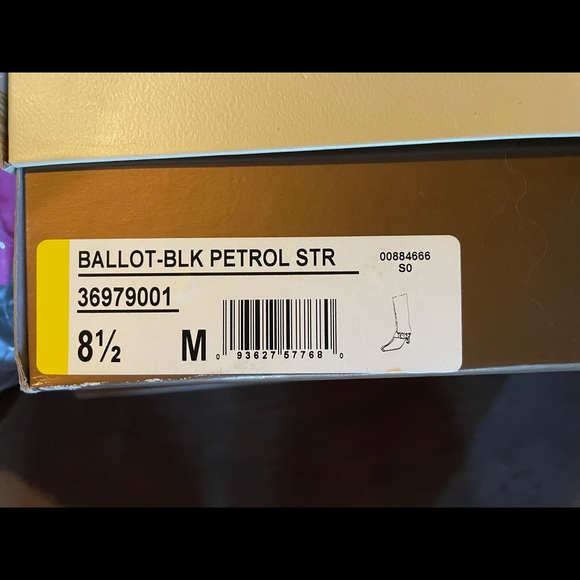 BALLOT-BLK PETROL STR
00884666
S0
36979001
8½ M
0 93627 57768 0